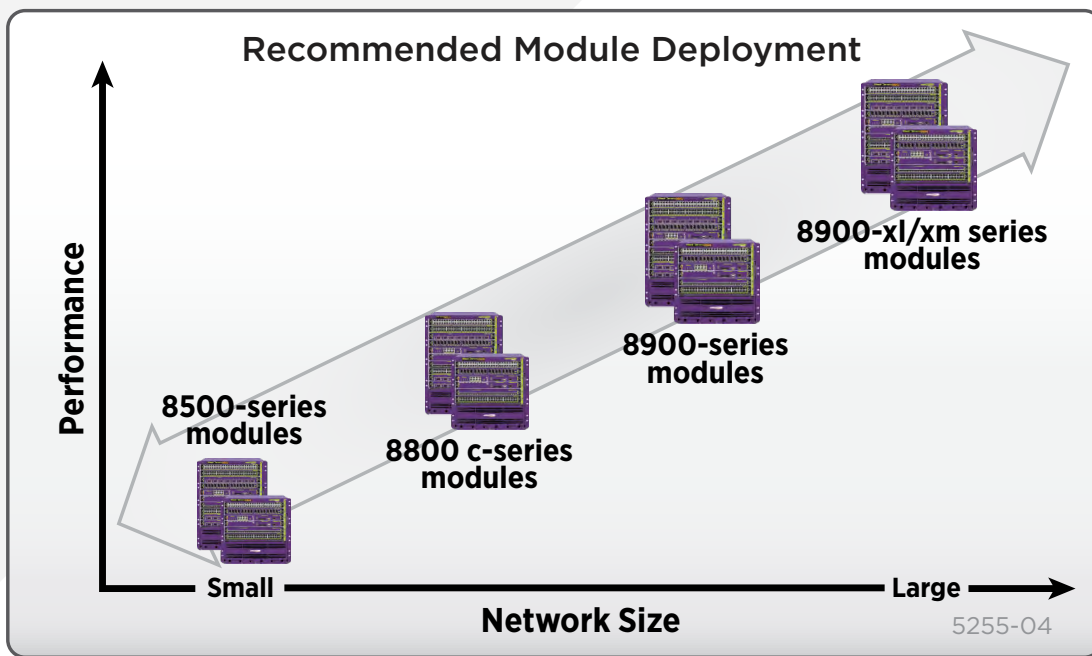 Recommended Module Deployment
Performance
8900-xl/xm series
modules
8900-series
modules
8500-series
modules
8800 c-series
modules
Small
Large
Network Size
5255-04